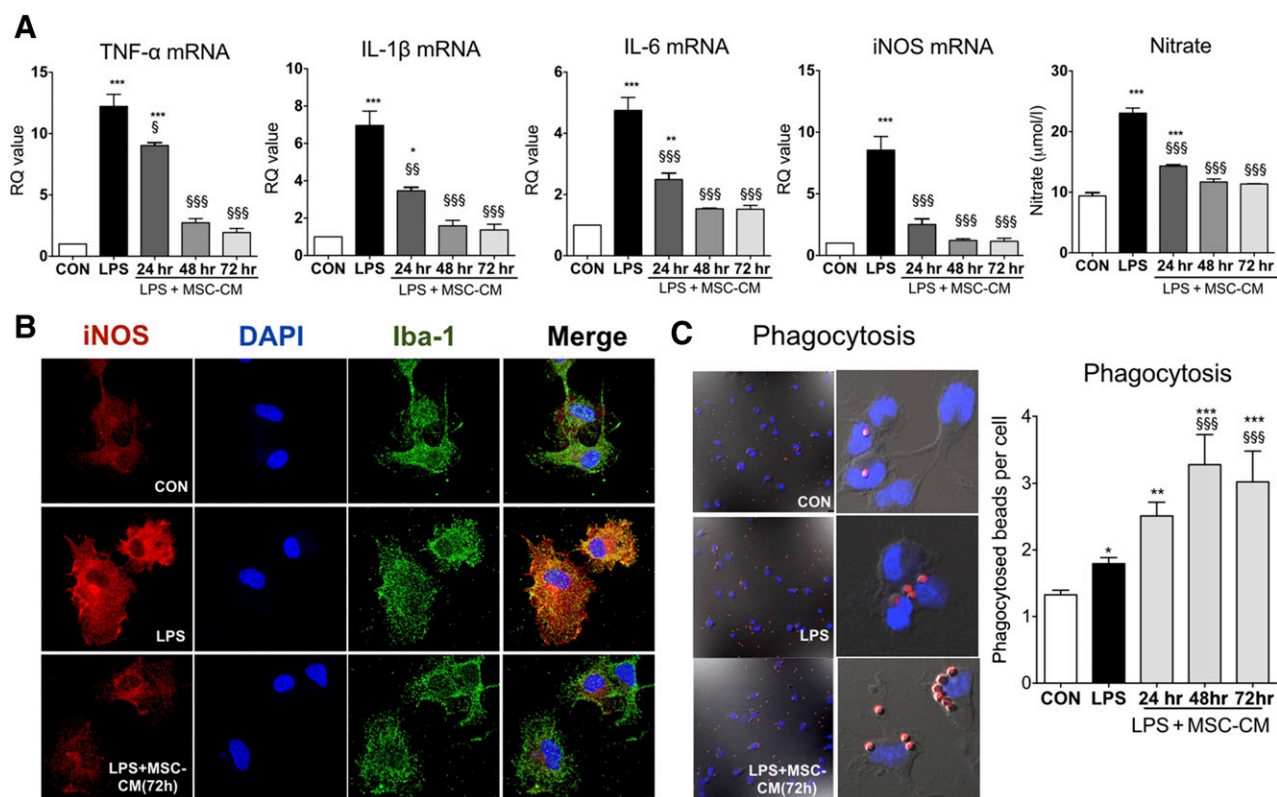 A
TNF-α mRNA
RQ value
15
10
5
0
***
***
§
§§§
§§§
CON LPS 24 hr 48 hr 72 hr
LPS + MSC-CM
IL-1β mRNA
RQ value
10
8
6
4
2
0
***
*
§§
§§§
§§§
CON LPS 24 hr 48 hr 72 hr
LPS + MSC-CM
IL-6 mRNA
RQ value
6
4
2
0
***
**
§§§
§§§
§§§
CON LPS 24 hr 48 hr 72 hr
LPS + MSC-CM
iNOS mRNA
RQ value
15
10
5
0
***
§§§
§§§
§§§
CON LPS 24 hr 48 hr 72 hr
LPS + MSC-CM
Nitrate
Nitrate (μmol/l)
30
20
10
0
***
***
§§§
§§§
§§§
CON LPS 24 hr 48 hr 72 hr
LPS + MSC-CM
B
iNOS DAPI Iba-1 Merge
CON
LPS
LPS+MSC-
CM(72h)
C
Phagocytosis
CON
LPS
LPS+MSC-
CM(72h)
Phagocytosis
Phagocytosed beads per cell
4
3
2
1
0
*
**
***
§§§
***
§§§
CON LPS 24 hr 48hr 72hr
LPS + MSC-CM